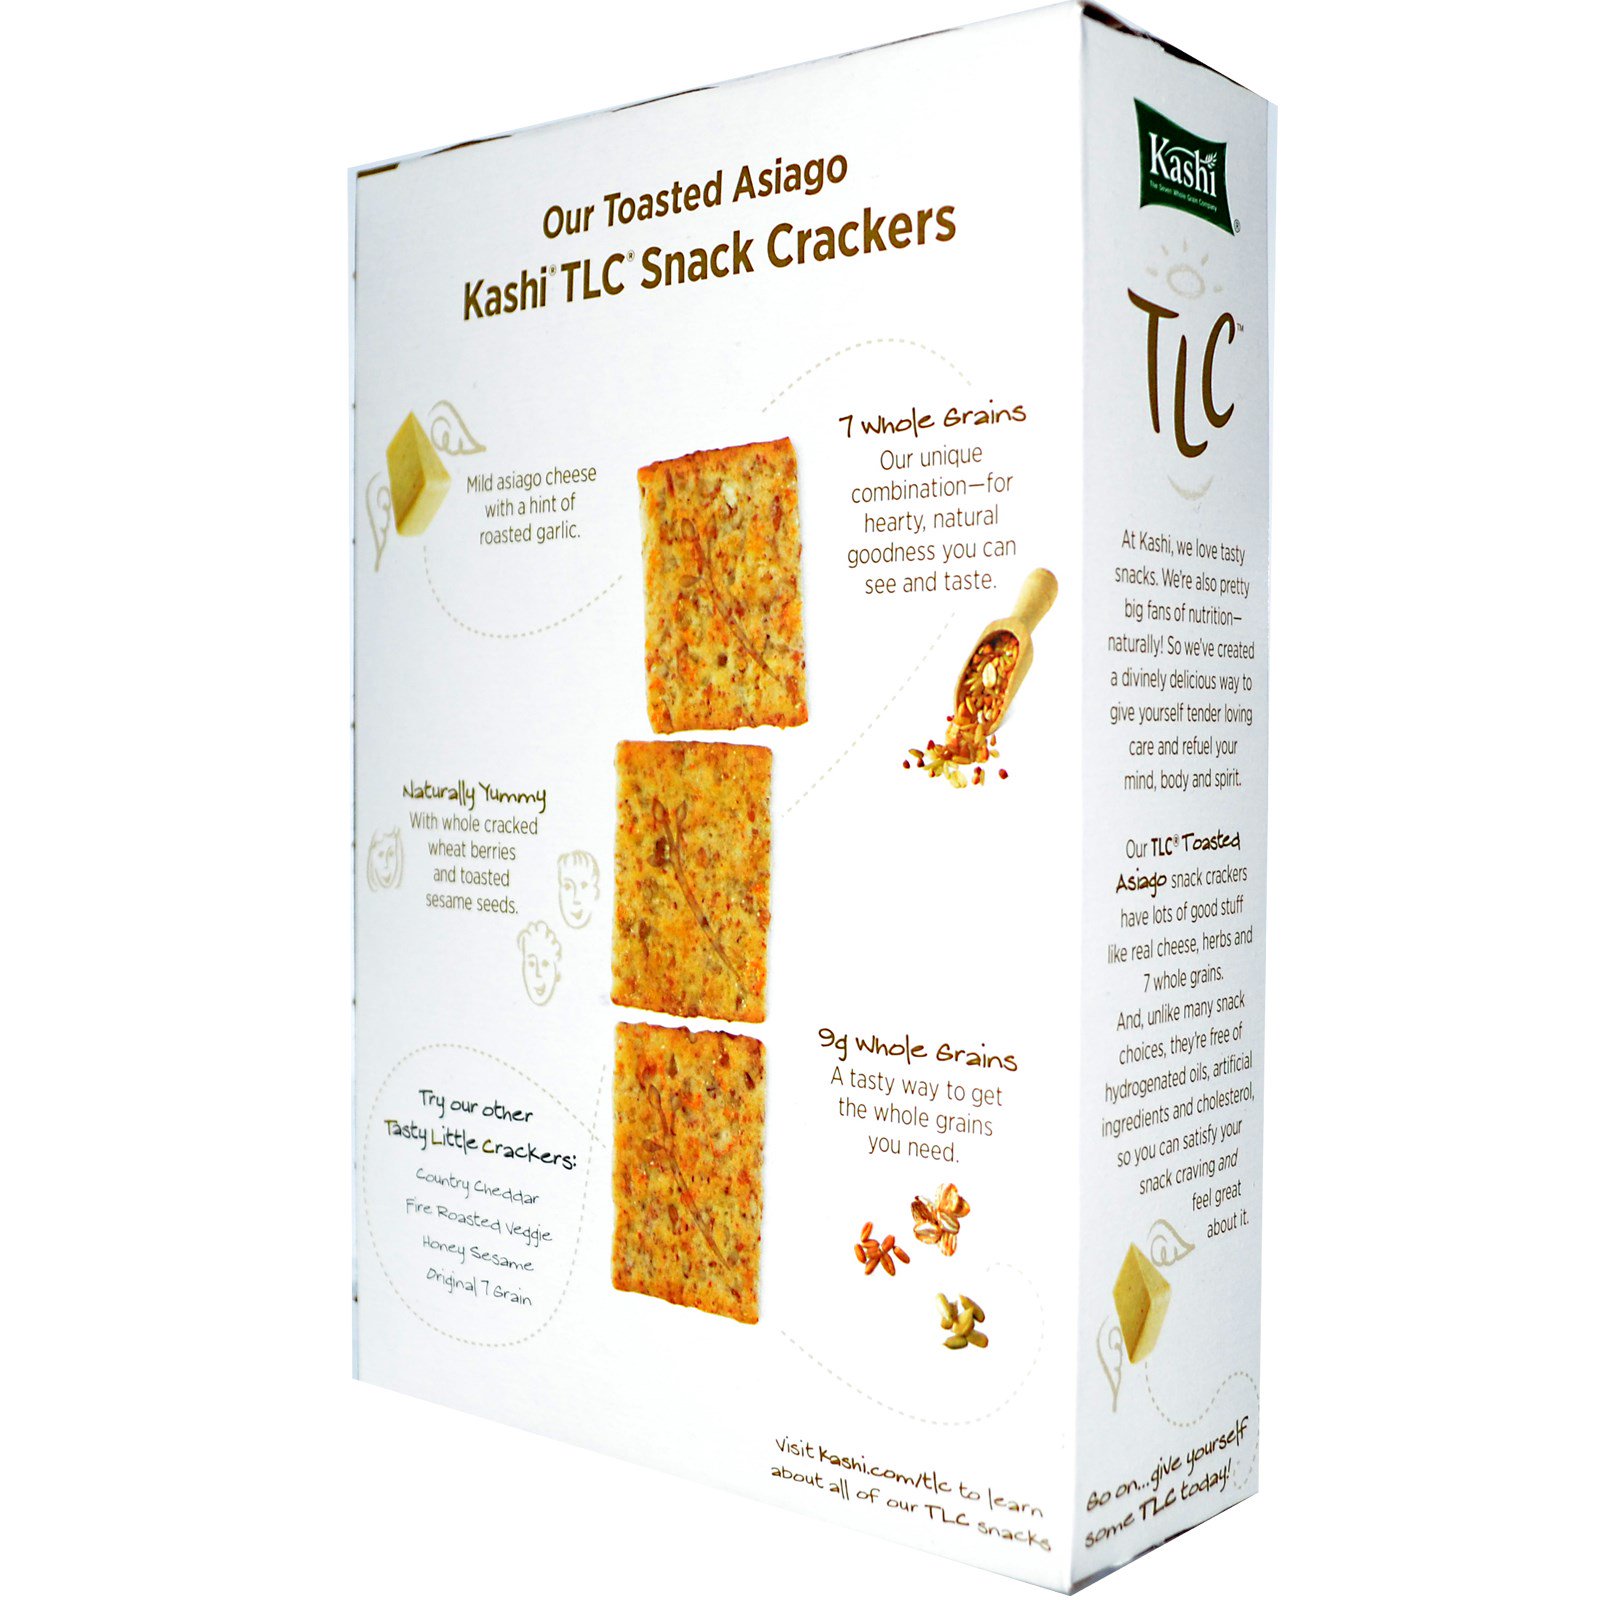 Our Toasted Asiago
Kashi® TLC® Snack Crackers
Mild asiago cheese
with a hint of
roasted garlic.
7 Whole Grains
Our unique
combination—for
hearty, natural
goodness you can
see and taste.
Naturally Yummy
With whole cracked
wheat berries
and toasted
sesame seeds.
9g Whole Grains
A tasty way to get
the whole grains
you need.
Try our other
Tasty Little Crackers:
Country Cheddar
Fire Roasted Veggie
Honey Sesame
Original 7 Grain
Visit Kashi.com/tlc to learn
about all of our TLC snacks
Kashi
The Seven Whole Grain Company
®
TLC™
At Kashi, we love tasty
snacks. We're also pretty
big fans of nutrition—
naturally! So we've created
a divinely delicious way to
give yourself tender loving
care and refuel your
mind, body and spirit.
Our TLC® Toasted
Asiago snack crackers
have lots of good stuff
like real cheese, herbs and
7 whole grains.
And, unlike many snack
choices, they're free of
hydrogenated oils, artificial
ingredients and cholesterol,
so you can satisfy your
snack craving and
feel great
about it.
Go on...give yourself
some TLC today!